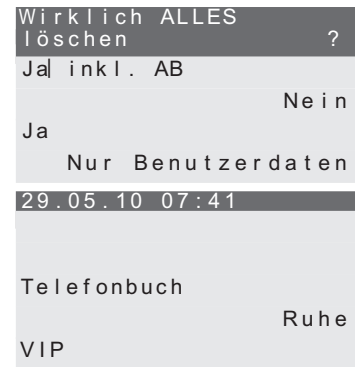 Wirklich ALLES
löschen ?
Ja inkl. AB
Nein
Ja
Nur Benutzerdaten
29.05.10 07:41
Telefonbuch
Ruhe
VIP